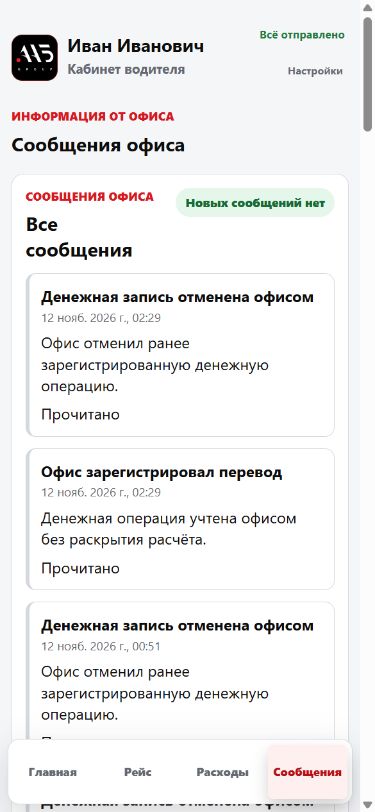 Иван Иванович
Кабинет водителя
Всё отправлено
Настройки
ИНФОРМАЦИЯ ОТ ОФИСА
Сообщения офиса
СООБЩЕНИЯ ОФИСА
Новых сообщений нет
Все
сообщения
Денежная запись отменена офисом
12 нояб. 2026 г., 02:29
Офис отменил ранее
зарегистрированную денежную
операцию.
Прочитано
Офис зарегистрировал перевод
12 нояб. 2026 г., 02:29
Денежная операция учтена офисом
без раскрытия расчёта.
Прочитано
Денежная запись отменена офисом
12 нояб. 2026 г., 00:51
Офис отменил ранее
зарегистрированную денежную
операцию.
Главная
Рейс
Расходы
Сообщения